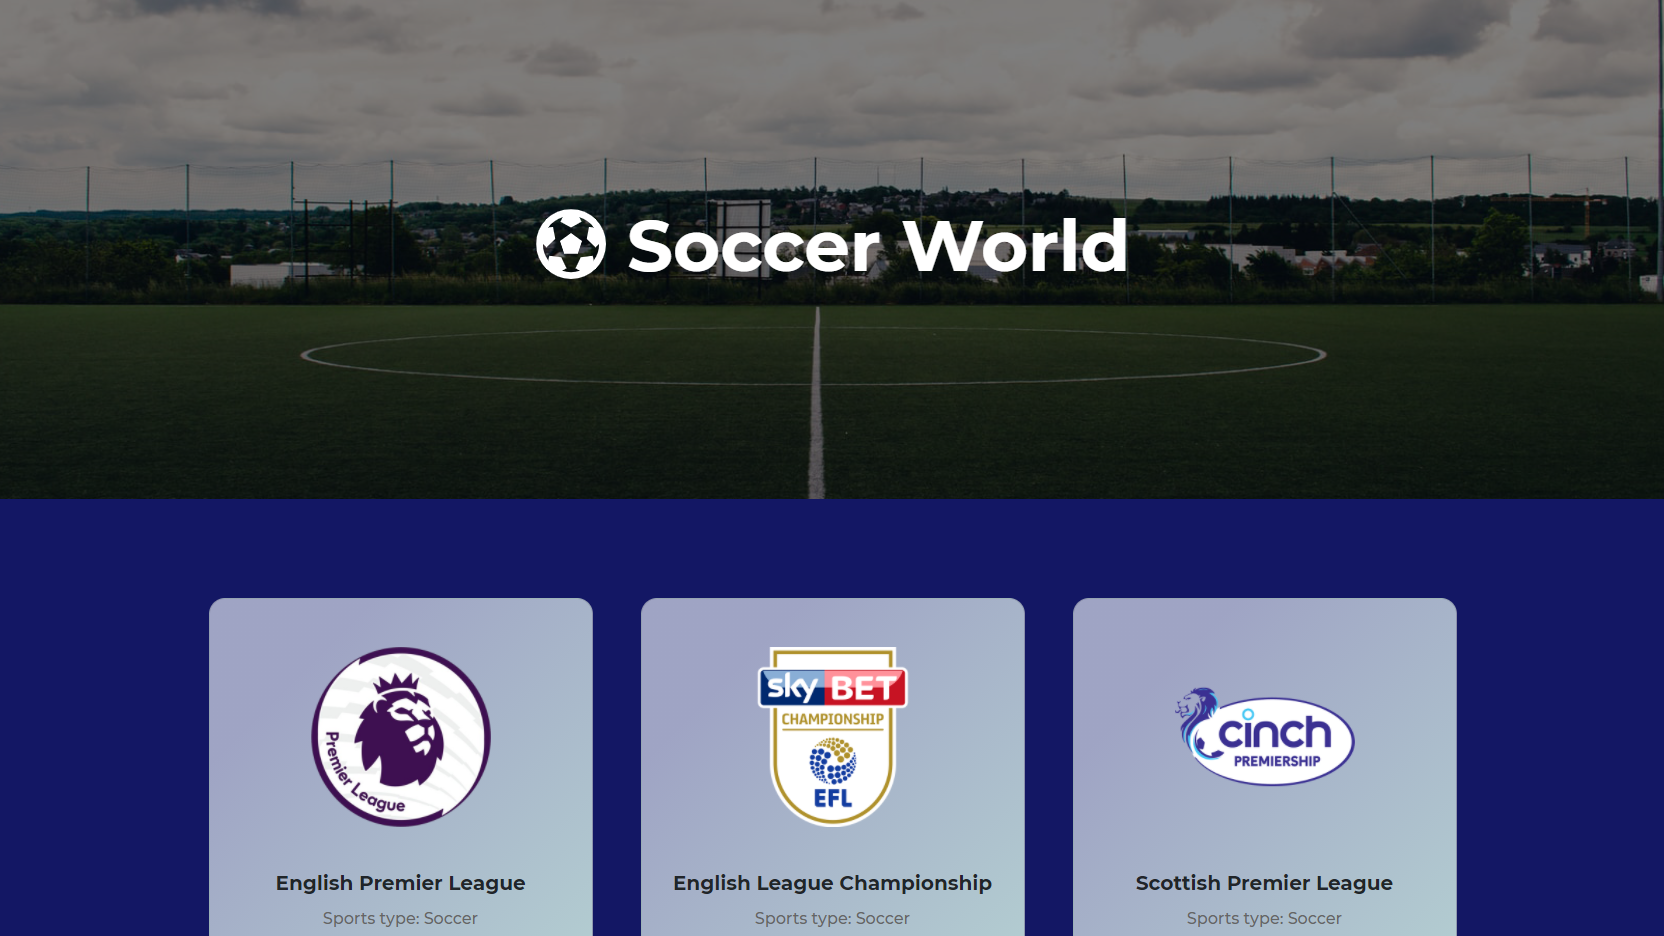 Soccer World
Premier League
sky BET
CHAMPIONSHIP
EFL
cinch
PREMIERSHIP
English Premier League
English League Championship
Scottish Premier League
Sports type: Soccer
Sports type: Soccer
Sports type: Soccer